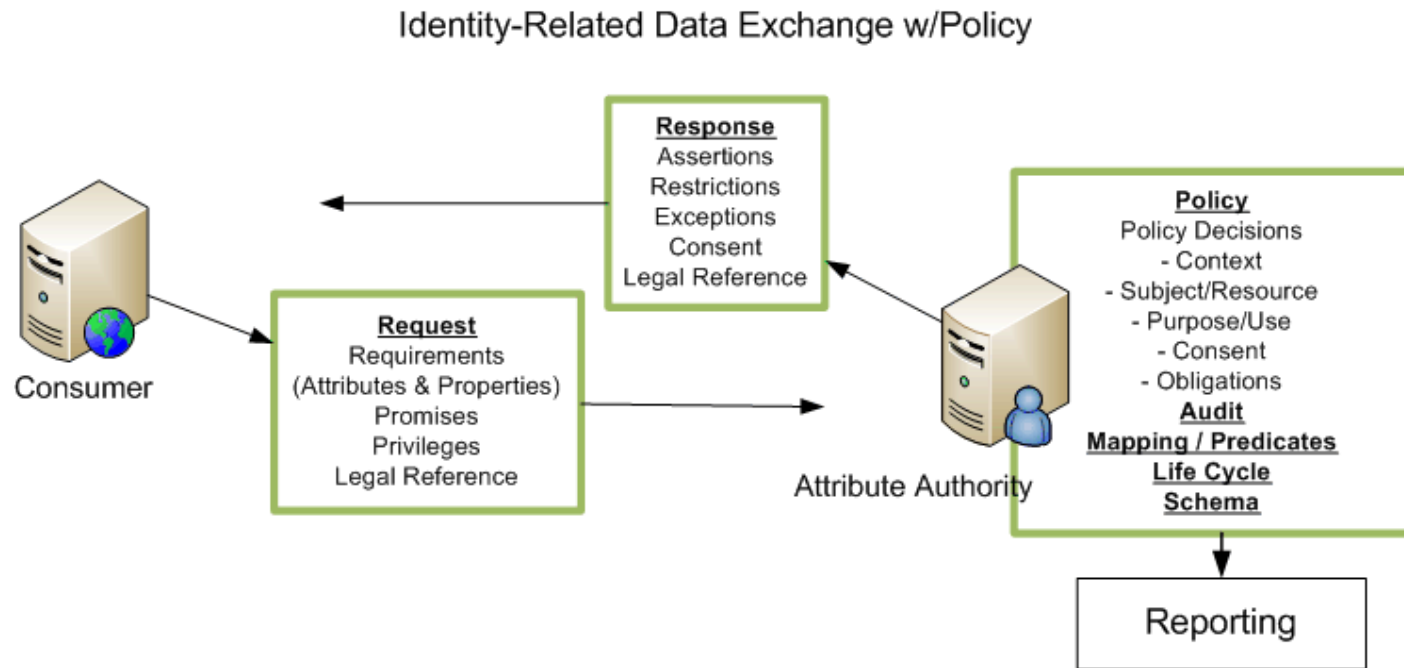 Identity-Related Data Exchange w/Policy
Response
Assertions
Restrictions
Exceptions
Consent
Legal Reference
Consumer
Request
Requirements
(Attributes & Properties)
Promises
Privileges
Legal Reference
Attribute Authority
Policy
Policy Decisions
- Context
- Subject/Resource
- Purpose/Use
- Consent
- Obligations
Audit
Mapping / Predicates
Life Cycle
Schema
Reporting